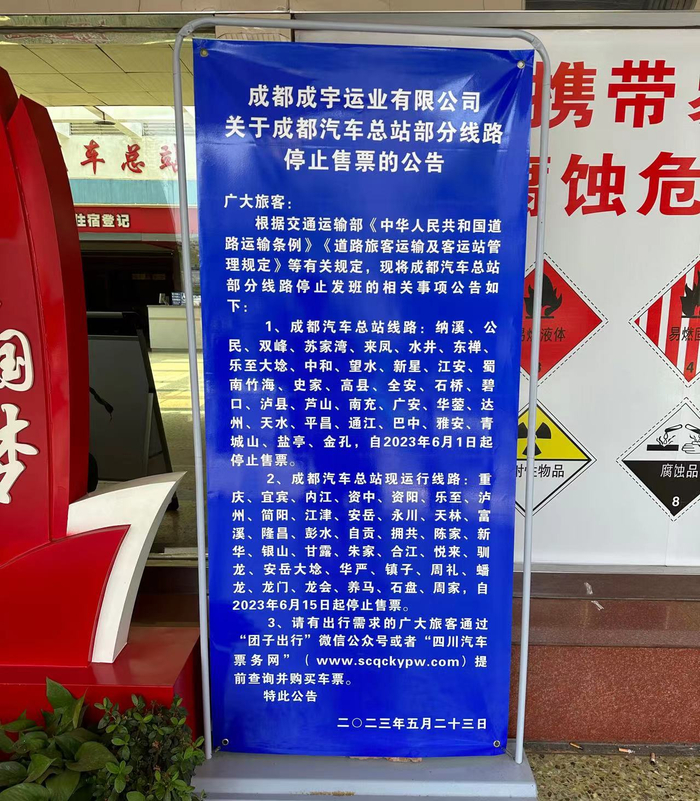 成都成宇运业有限公司
关于成都汽车总站部分线路
停止售票的公告
广大旅客：
根据交通运输部《中华人民共和国道
路运输条例》《道路旅客运输及客运站管
理规定》等有关规定，现将成都汽车总站
部分线路停止发班的相关事项公告如
下：
1、成都汽车总站线路：纳溪、公
民、双峰、苏家湾、来凤、水井、东禅、
乐至大埝、中和、望水、新星、江安、蜀
南竹海、史家、高县、全安、石桥、碧
口、泸县、芦山、南充、广安、华蓥、达
州、天水、平昌、通江、巴中、雅安、青
城山、盐亭、金孔，自2023年6月1日起
停止售票。
2、成都汽车总站现运行线路：重
庆、宜宾、内江、资中、资阳、乐至、泸
州、简阳、江津、安岳、永川、天林、富
溪、隆昌、彭水、自贡、拥共、陈家、新
华、银山、甘露、朱家、合江、悦来、驯
龙、安岳大埝、华严、镇子、周礼、蟠
龙、龙门、龙会、养马、石盘、周家，自
2023年6月15日起停止售票。
3、请有出行需求的广大旅客通过
“团子出行”微信公众号或者“四川汽车
票务网”（www.scqckypw.com）提
前查询并购买车票。
特此公告
二〇二三年五月二十三日
车总站
住宿登记
国
梦
携带
腐蚀危
易燃液体
3
易燃
4
射性物品
腐蚀品
8